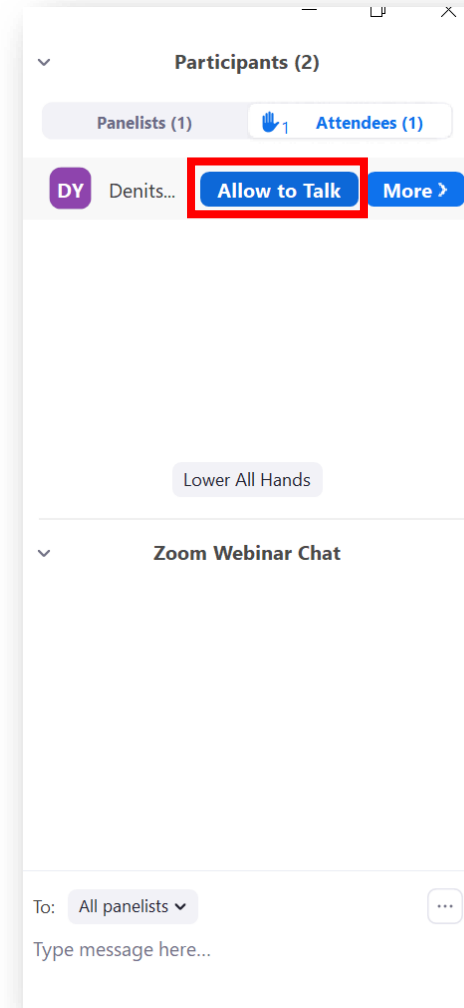 Participants (2)
Panelists (1) 1 Attendees (1)
DY Denits... Allow to Talk More
Lower All Hands
Zoom Webinar Chat
To: All panelists ...
Type message here...